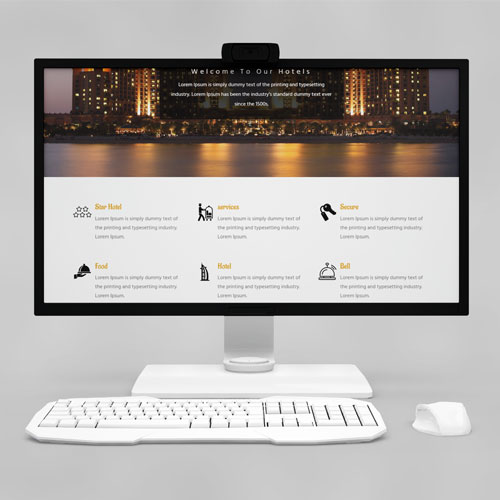 Welcome To Our Hotels
Lorem Ipsum is simply dummy text of the printing and typesetting
industry. Lorem Ipsum has been the industry's standard dummy text ever
since the 1500s.
Star Hotel
Lorem Ipsum is simply dummy text of
the printing and typesetting industry.
Lorem Ipsum.
services
Lorem Ipsum is simply dummy text of
the printing and typesetting industry.
Lorem Ipsum.
Secure
Lorem Ipsum is simply dummy text of
the printing and typesetting industry.
Lorem Ipsum.
Food
Lorem Ipsum is simply dummy text of
the printing and typesetting industry.
Lorem Ipsum.
Hotel
Lorem Ipsum is simply dummy text of
the printing and typesetting industry.
Lorem Ipsum.
Bell
Lorem Ipsum is simply dummy text of
the printing and typesetting industry.
Lorem Ipsum.